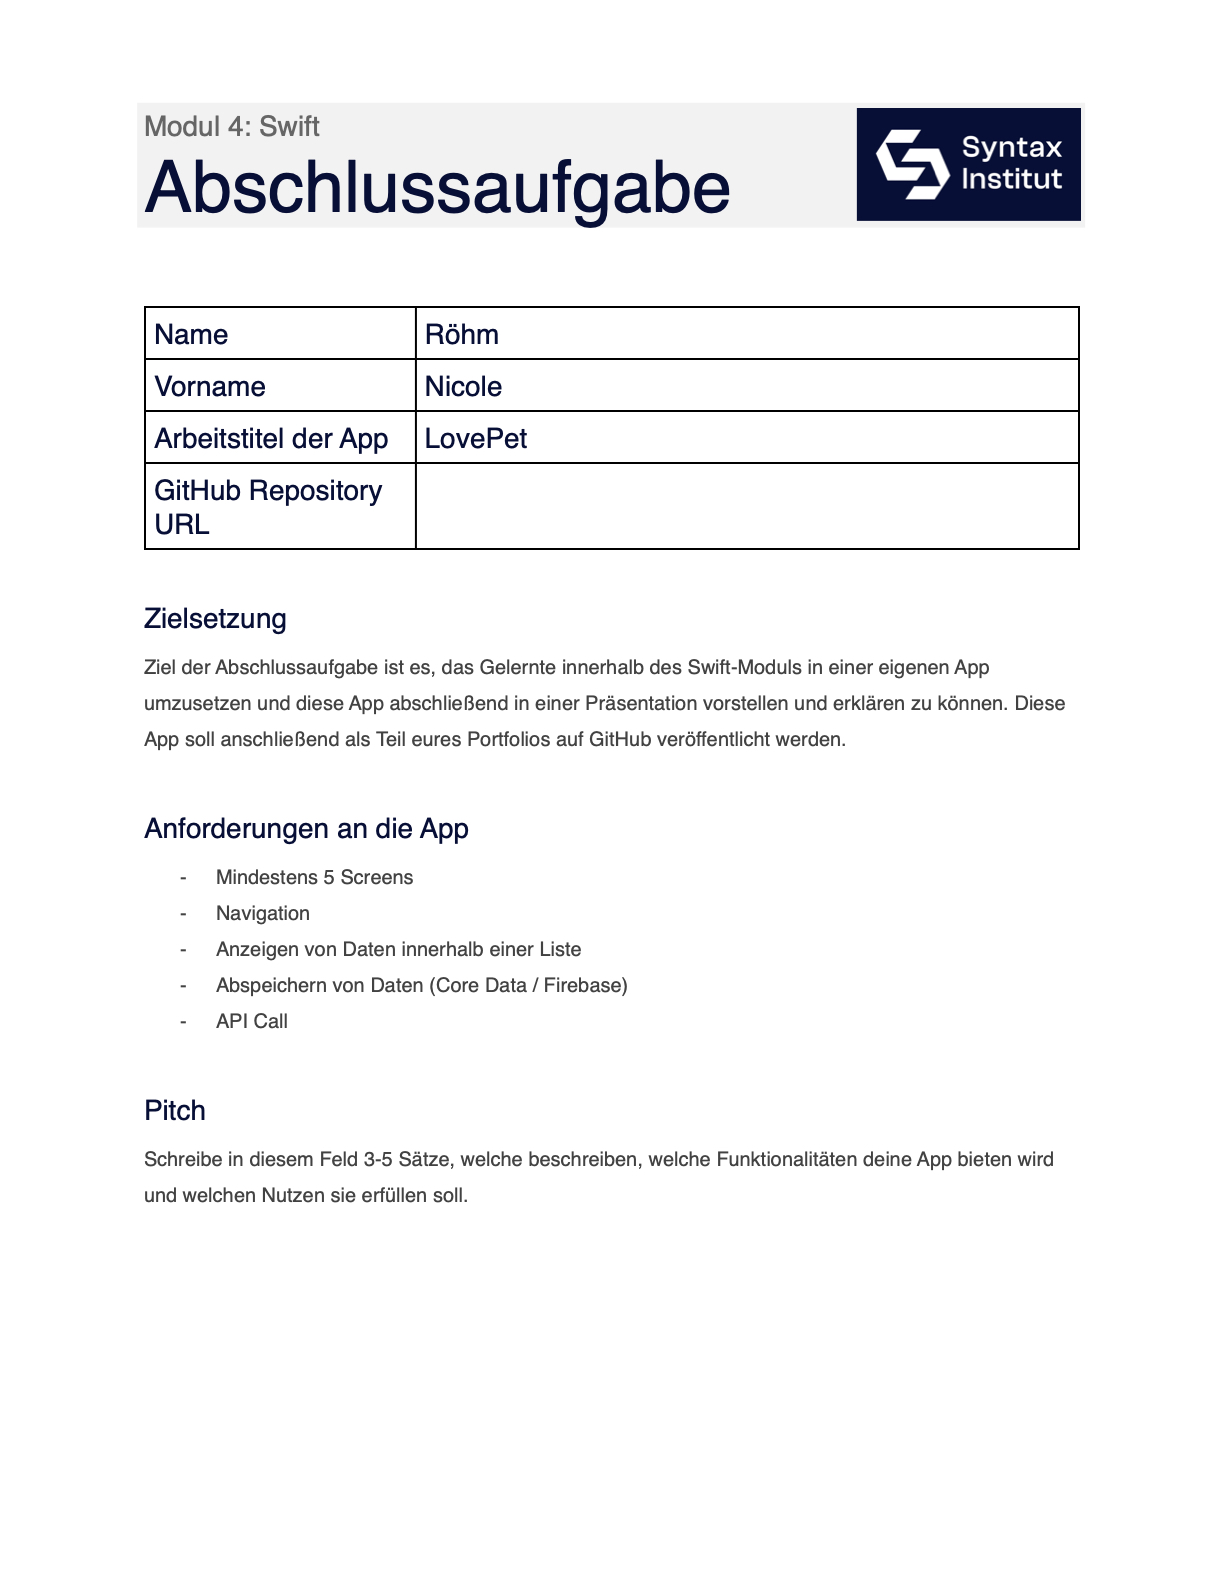 Modul 4: Swift
Abschlussaufgabe
Syntax
Institut
Name Röhm
Vorname Nicole
Arbeitstitel der App LovePet
GitHub Repository
URL
Zielsetzung
Ziel der Abschlussaufgabe ist es, das Gelernte innerhalb des Swift-Moduls in einer eigenen App
umzusetzen und diese App abschließend in einer Präsentation vorstellen und erklären zu können. Diese
App soll anschließend als Teil eures Portfolios auf GitHub veröffentlicht werden.
Anforderungen an die App
- Mindestens 5 Screens
- Navigation
- Anzeigen von Daten innerhalb einer Liste
- Abspeichern von Daten (Core Data / Firebase)
- API Call
Pitch
Schreibe in diesem Feld 3-5 Sätze, welche beschreiben, welche Funktionalitäten deine App bieten wird
und welchen Nutzen sie erfüllen soll.